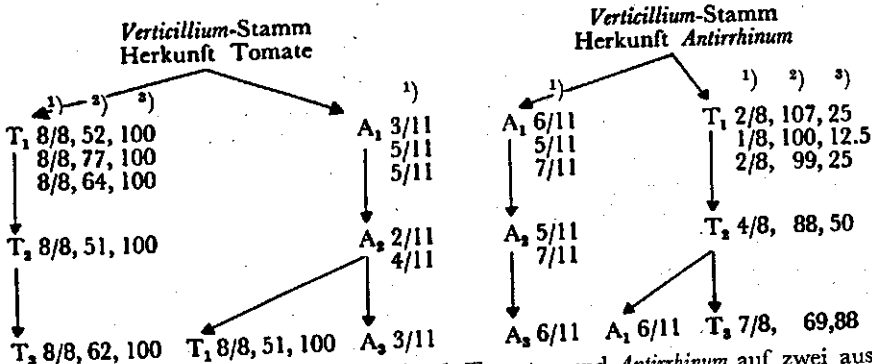 Verticillium-Stamm
Herkunft Tomate
Verticillium-Stamm
Herkunft Antirrhinum
¹) ²) ³)
T₁ 8/8, 52, 100
8/8, 77, 100
8/8, 64, 100
¹)
A₁ 3/11
5/11
5/11
¹)
A₁ 6/11
5/11
7/11
¹) ²) ³)
T₁ 2/8, 107, 25
1/8, 100, 12.5
2/8, 99, 25
T₂ 8/8, 51, 100
A₂ 2/11
4/11
A₂ 5/11
7/11
T₂ 4/8, 88, 50
T₃ 8/8, 62, 100
T₁ 8/8, 51, 100
A₃ 3/11
A₃ 6/11
A₁ 6/11
T₃ 7/8, 69,88
und Antirrhinum auf zwei aus